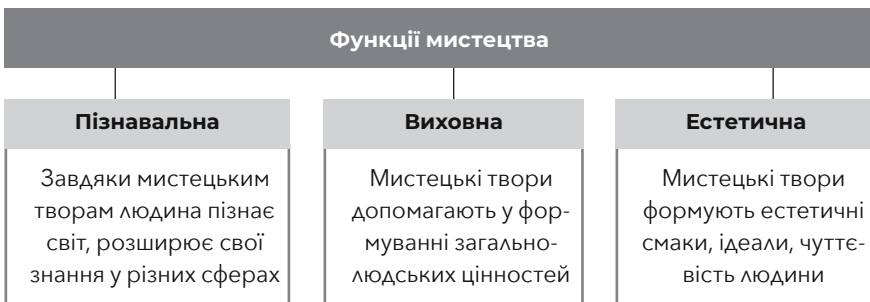 Функції мистецтва
Пізнавальна
Завдяки мистецьким
творам людина пізнає
світ, розширює свої
знання у різних сферах
Виховна
Мистецькі твори
допомагають у фор-
муванні загально-
людських цінностей
Естетична
Мистецькі твори
формують естетичні
смаки, ідеали, чуттє-
вість людини